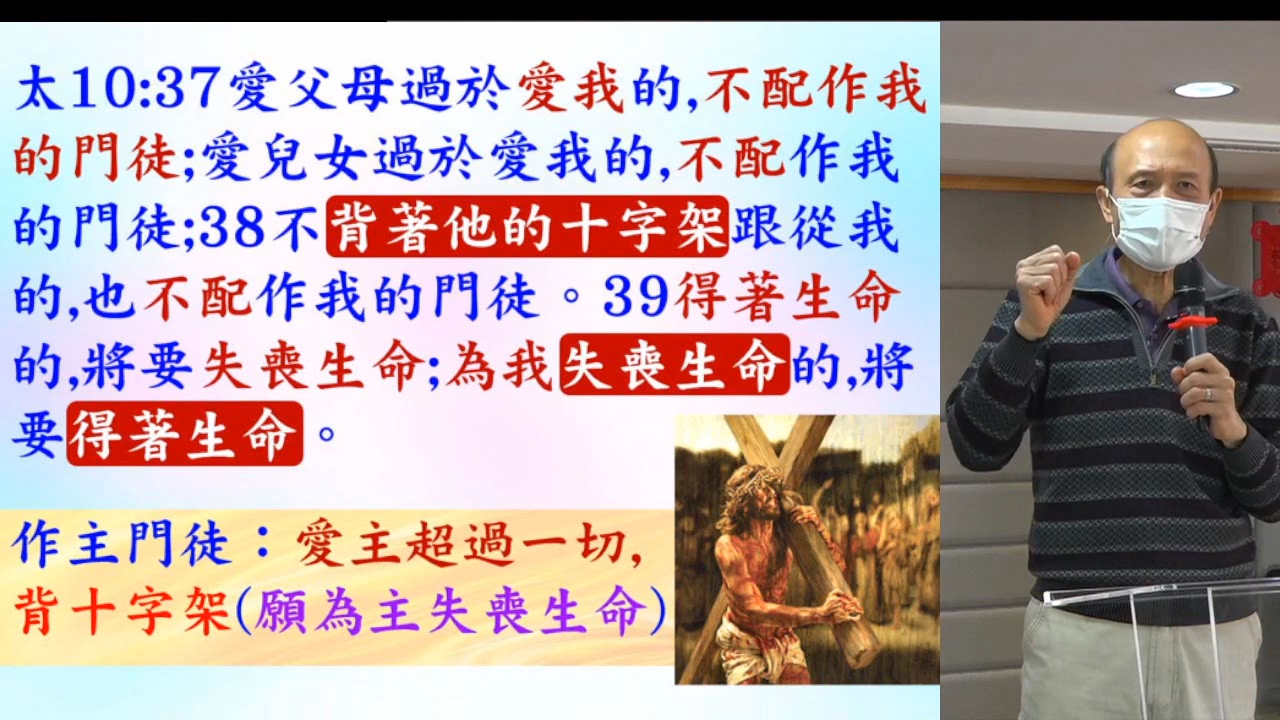 太10:37愛父母過於愛我的,不配作我
的門徒;愛兒女過於愛我的,不配作我
的門徒;38不背著他的十字架跟從我
的,也不配作我的門徒。39得著生命
的,將要失喪生命;為我失喪生命的,將
要得著生命。
作主門徒：愛主超過一切,
背十字架(願為主失喪生命)